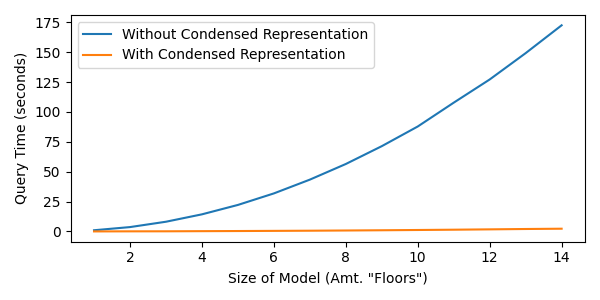 Without Condensed Representation
With Condensed Representation
175
150
125
100
75
50
25
0
Query Time (seconds)
2 4 6 8 10 12 14
Size of Model (Amt. "Floors")